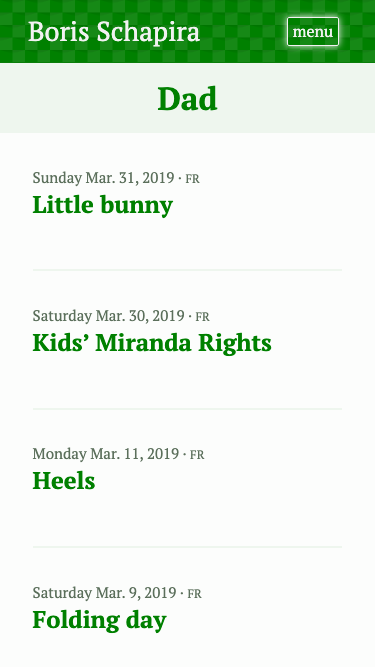 Boris Schapira
menu
Dad
Sunday Mar. 31, 2019 · FR
Little bunny
Saturday Mar. 30, 2019 · FR
Kids’ Miranda Rights
Monday Mar. 11, 2019 · FR
Heels
Saturday Mar. 9, 2019 · FR
Folding day